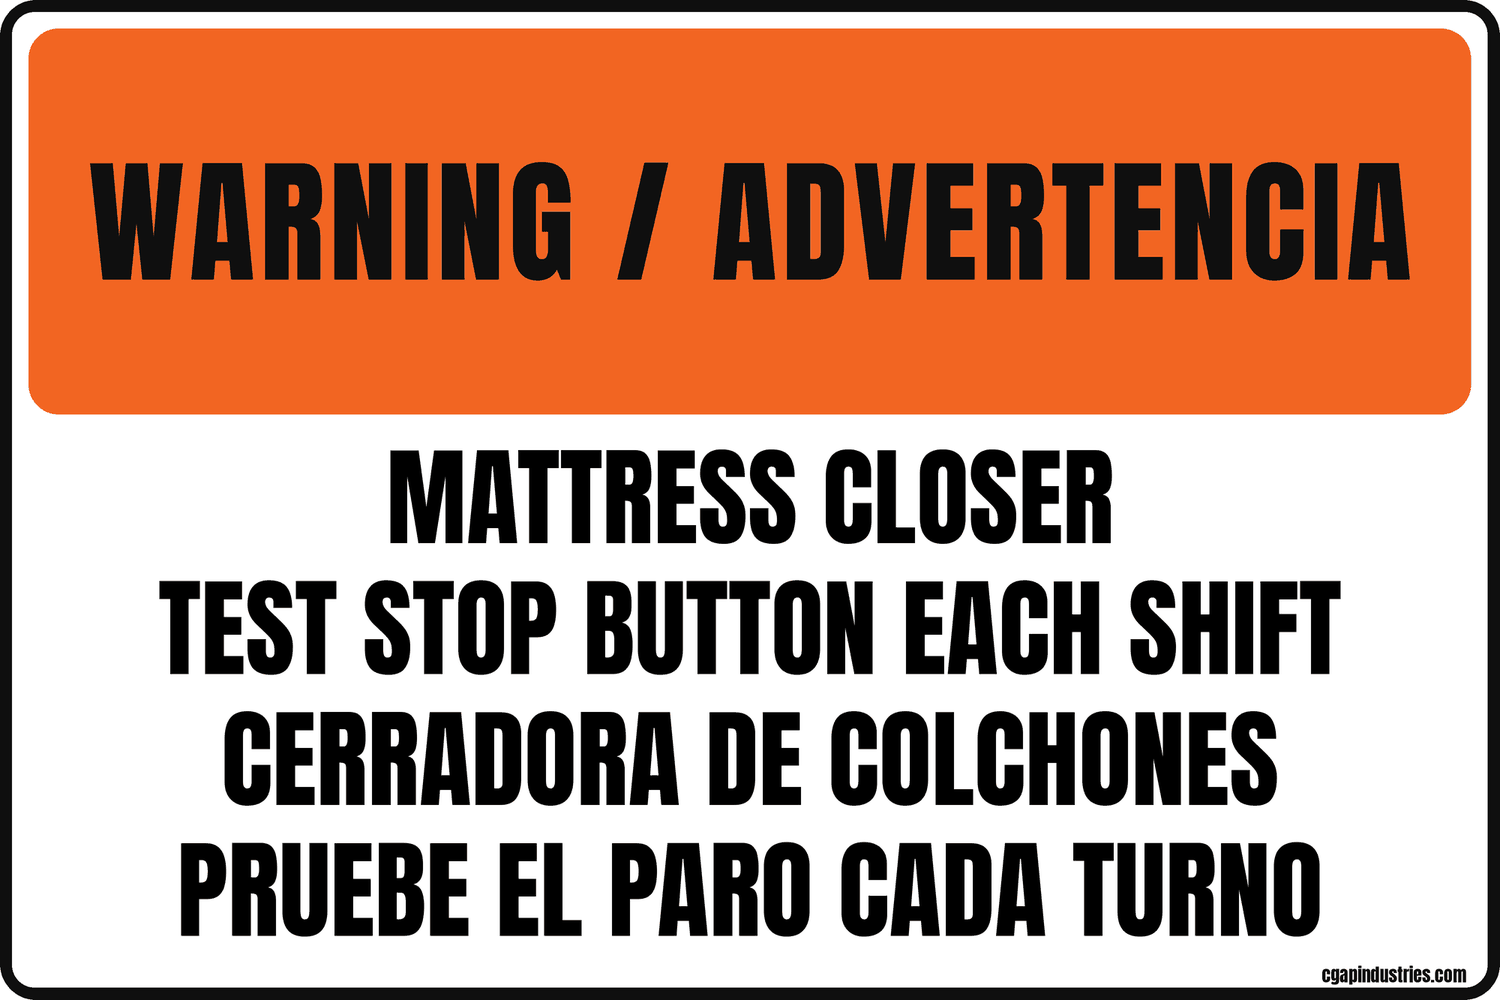 WARNING / ADVERTENCIA
MATTRESS CLOSER
TEST STOP BUTTON EACH SHIFT
CERRADORA DE COLCHONES
PRUEBE EL PARO CADA TURNO
cgapindustries.com